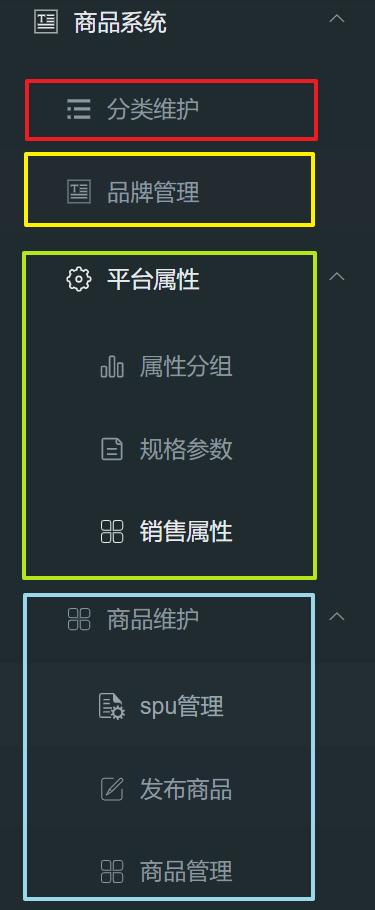 商品系统
分类维护
品牌管理
平台属性
属性分组
规格参数
销售属性
商品维护
spu管理
发布商品
商品管理